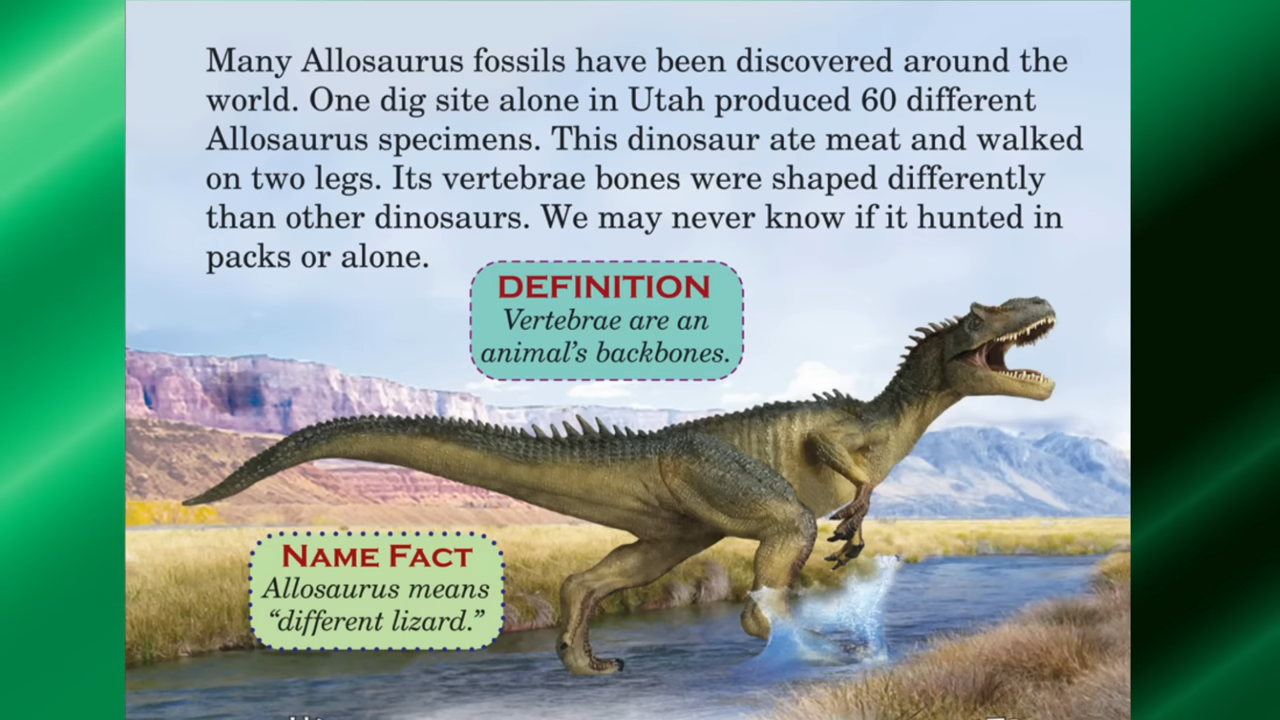 Many Allosaurus fossils have been discovered around the
world. One dig site alone in Utah produced 60 different
Allosaurus specimens. This dinosaur ate meat and walked
on two legs. Its vertebrae bones were shaped differently
than other dinosaurs. We may never know if it hunted in
packs or alone.
DEFINITION
Vertebrae are an
animal's backbones.
NAME FACT
Allosaurus means
“different lizard.”